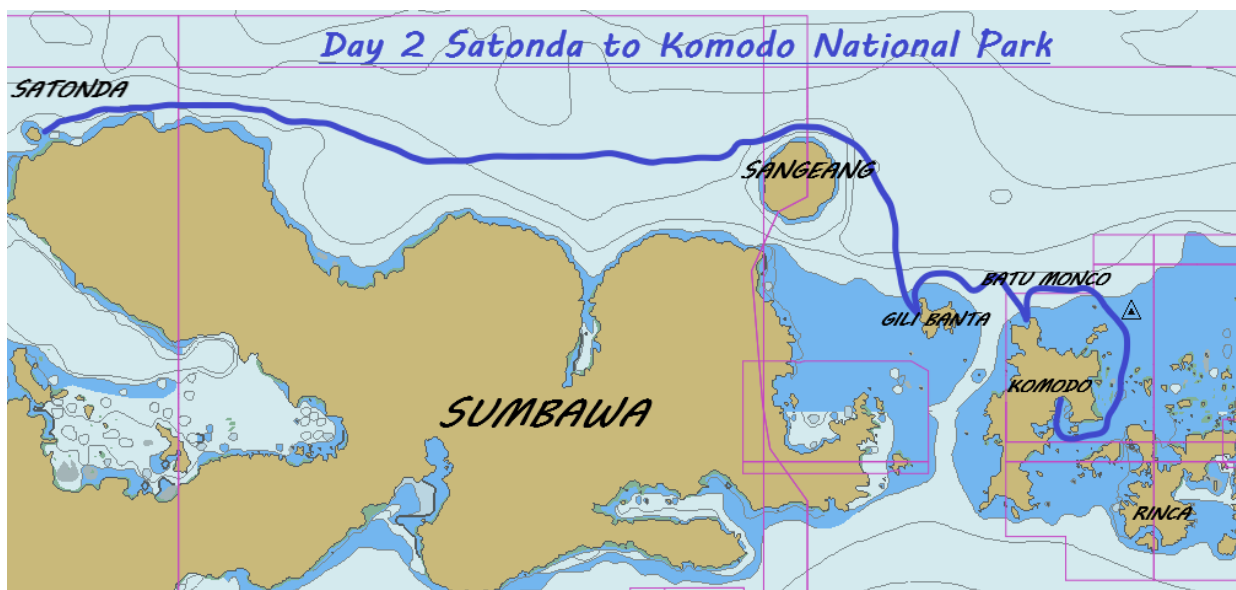 Day 2 Satonda to Komodo National Park
SATONDA
SANGEANG
BATU MONCO
GILI BANTA
KOMODO
SUMBAWA
RINCA